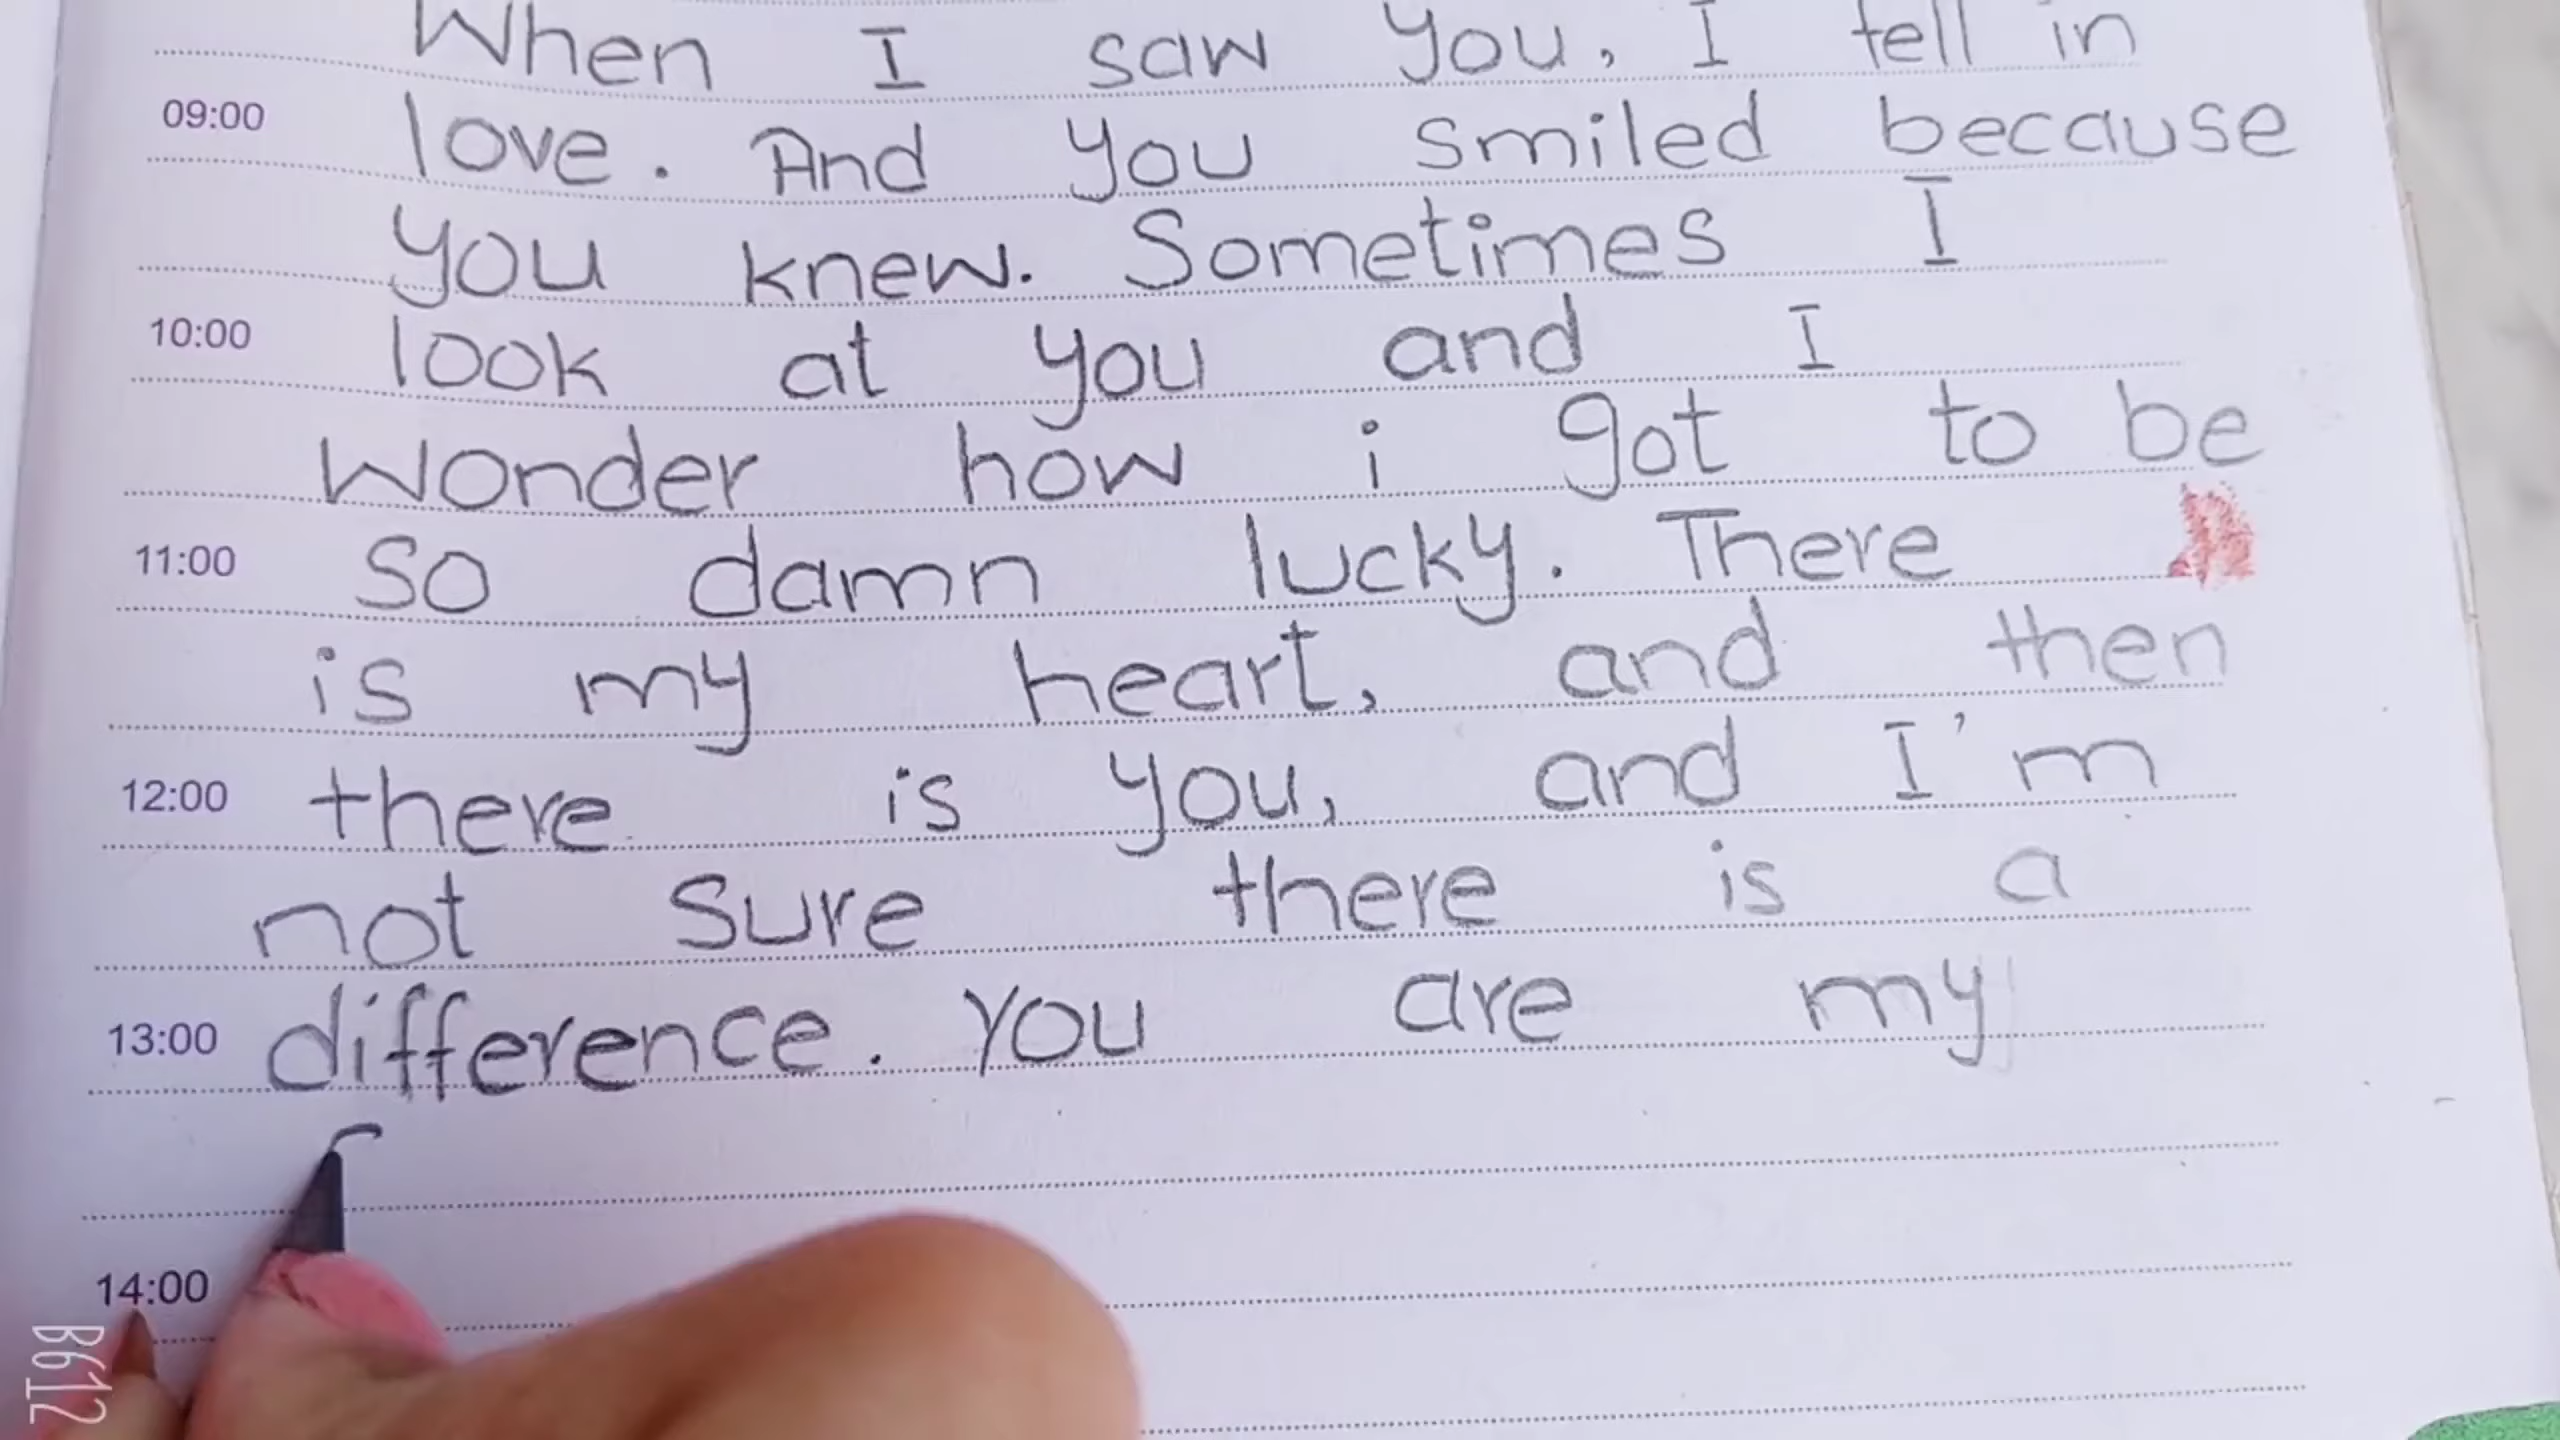 When I saw you, I fell in
09:00 love. And you smiled because
you knew. Sometimes I
10:00 look at you and I
wonder how i got to be
11:00 so damn lucky. There
is my heart, and then
12:00 there is you, and I'm
not sure there is a
13:00 difference. You are my
14:00
B612